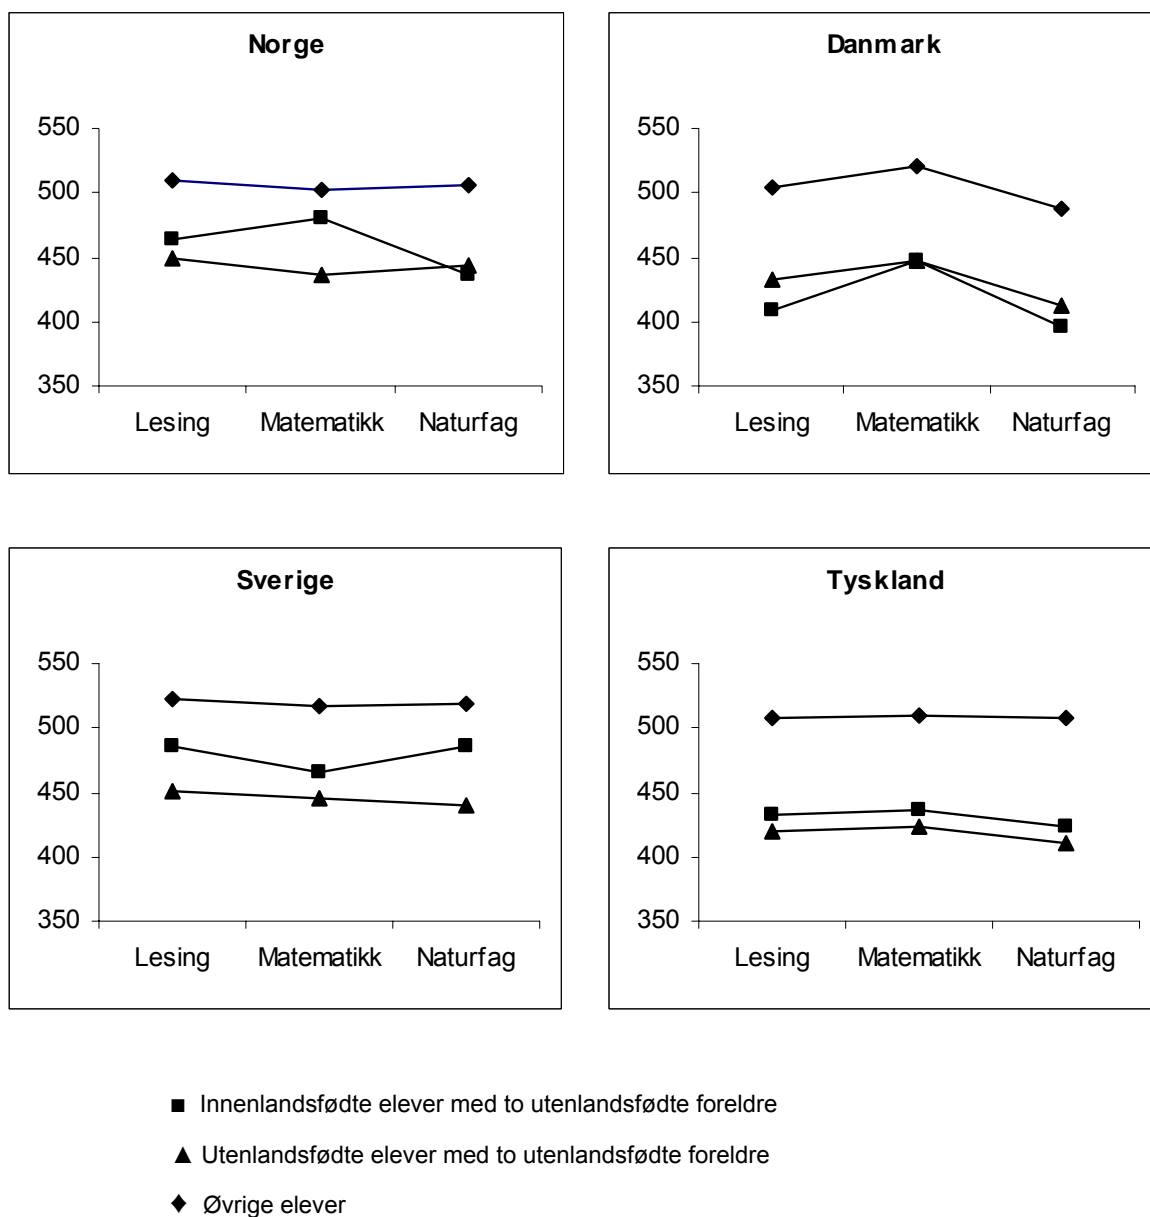 Norge
550
500
450
400
350
Lesing Matematikk Naturfag
Danmark
550
500
450
400
350
Lesing Matematikk Naturfag
Sverige
550
500
450
400
350
Lesing Matematikk Naturfag
Tyskland
550
500
450
400
350
Lesing Matematikk Naturfag
Innenlandsfødte elever med to utenlandsfødte foreldre
Utenlandsfødte elever med to utenlandsfødte foreldre
Øvrige elever